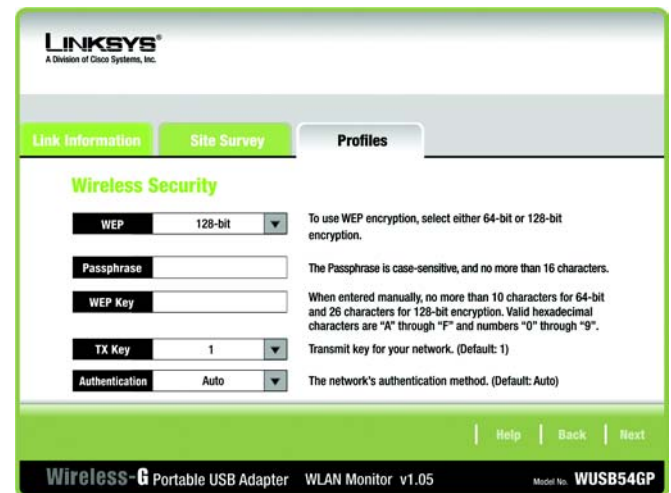 LINKSYS®
A Division of Cisco Systems, Inc.
Link Information Site Survey Profiles
Wireless Security
WEP 128-bit To use WEP encryption, select either 64-bit or 128-bit
encryption.
Passphrase The Passphrase is case-sensitive, and no more than 16 characters.
WEP Key When entered manually, no more than 10 characters for 64-bit
and 26 characters for 128-bit encryption. Valid hexadecimal
characters are "A" through "F" and numbers "0" through "9".
TX Key 1 Transmit key for your network. (Default: 1)
Authentication Auto The network's authentication method. (Default: Auto)
Help Back Next
Wireless-G Portable USB Adapter WLAN Monitor v1.05 Model No. WUSB54GP